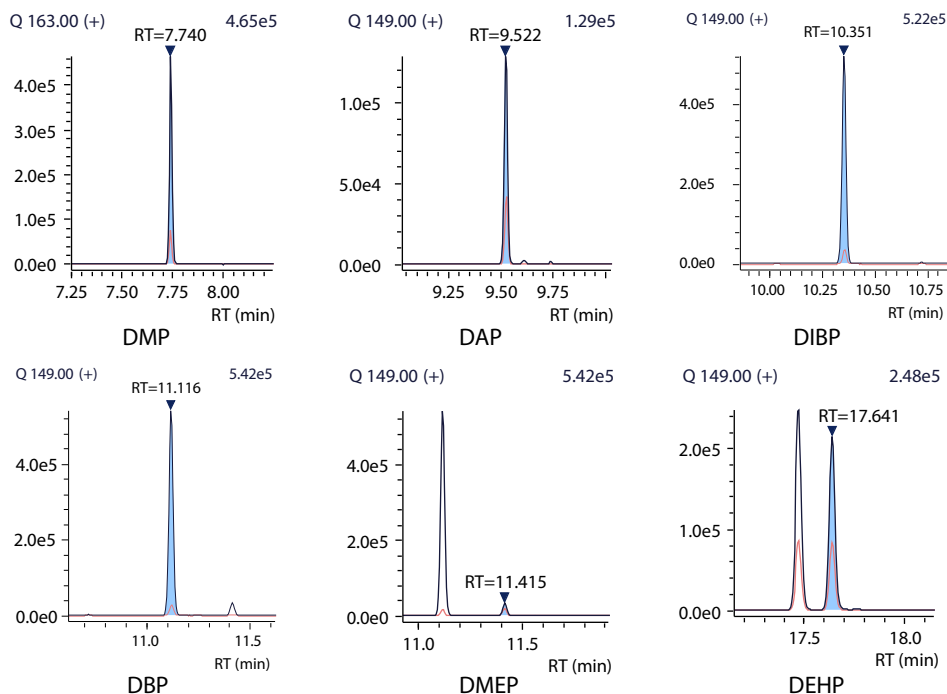 Q 163.00 (+) 4.65e5
RT=7.740
4.0e5
3.0e5
2.0e5
1.0e5
0.0e0
7.25 7.50 7.75 8.00
RT (min)
DMP
Q 149.00 (+) 1.29e5
RT=9.522
1.0e5
5.0e4
0.0e0
9.25 9.50 9.75
RT (min)
DAP
Q 149.00 (+) 5.22e5
RT=10.351
4.0e5
2.0e5
0.0e0
10.00 10.25 10.50 10.75
RT (min)
DIBP
Q 149.00 (+) 5.42e5
RT=11.116
4.0e5
2.0e5
0.0e0
11.0 11.5
RT (min)
DBP
Q 149.00 (+) 5.42e5
4.0e5
2.0e5
RT=11.415
0.0e0
11.0 11.5
RT (min)
DMEP
Q 149.00 (+) 2.48e5
RT=17.641
2.0e5
1.0e5
0.0e0
17.5 18.0
RT (min)
DEHP